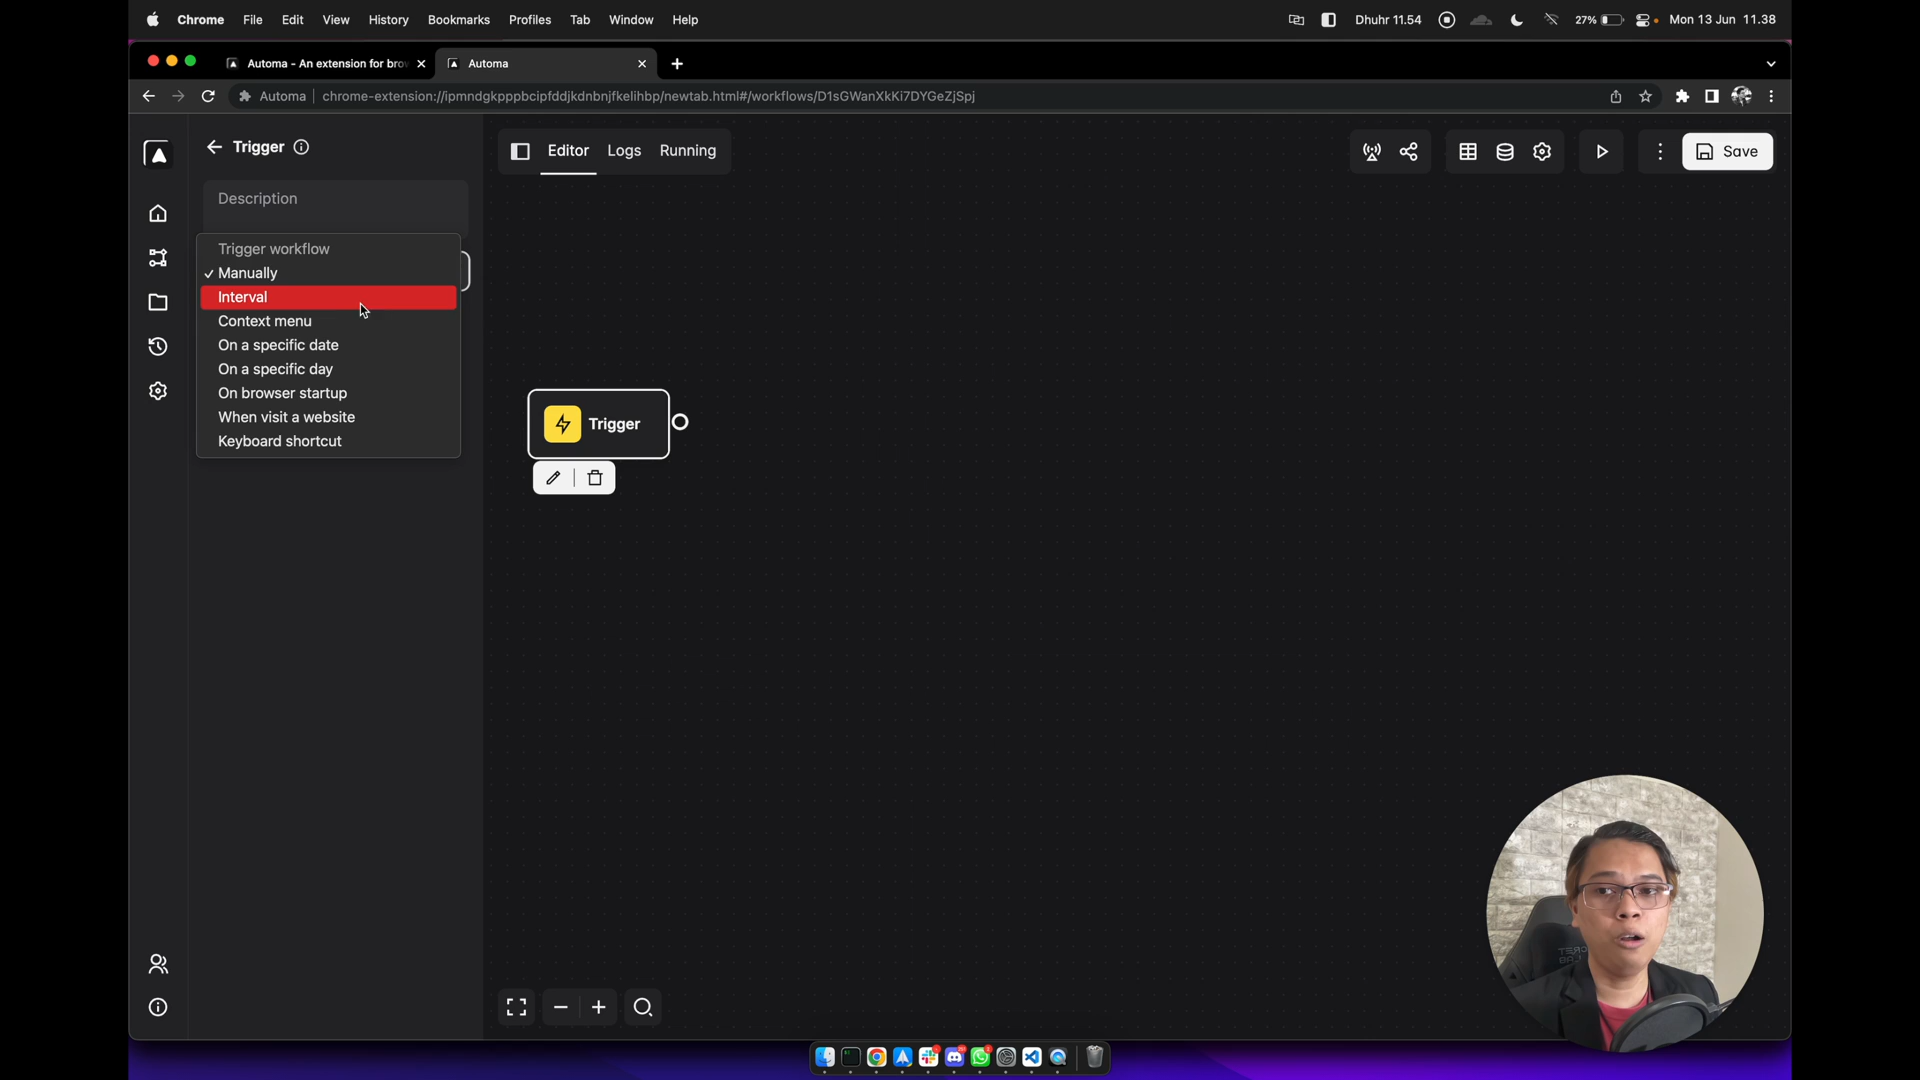 Chrome File Edit View History Bookmarks Profiles Tab Window Help Dhuhr 11.54 27% Mon 13 Jun 11.38
Automa - An extension for bro Automa
Automa chrome-extension://ipmndgkpppbcipfddjkdnbnjfkelihbp/newtab.html#/workflows/D1sGWanXkKi7DYGeZjSpj
Trigger Editor Logs Running Save
Description
Trigger workflow
✓ Manually
Interval
Context menu
On a specific date
On a specific day
On browser startup
When visit a website
Keyboard shortcut
Trigger